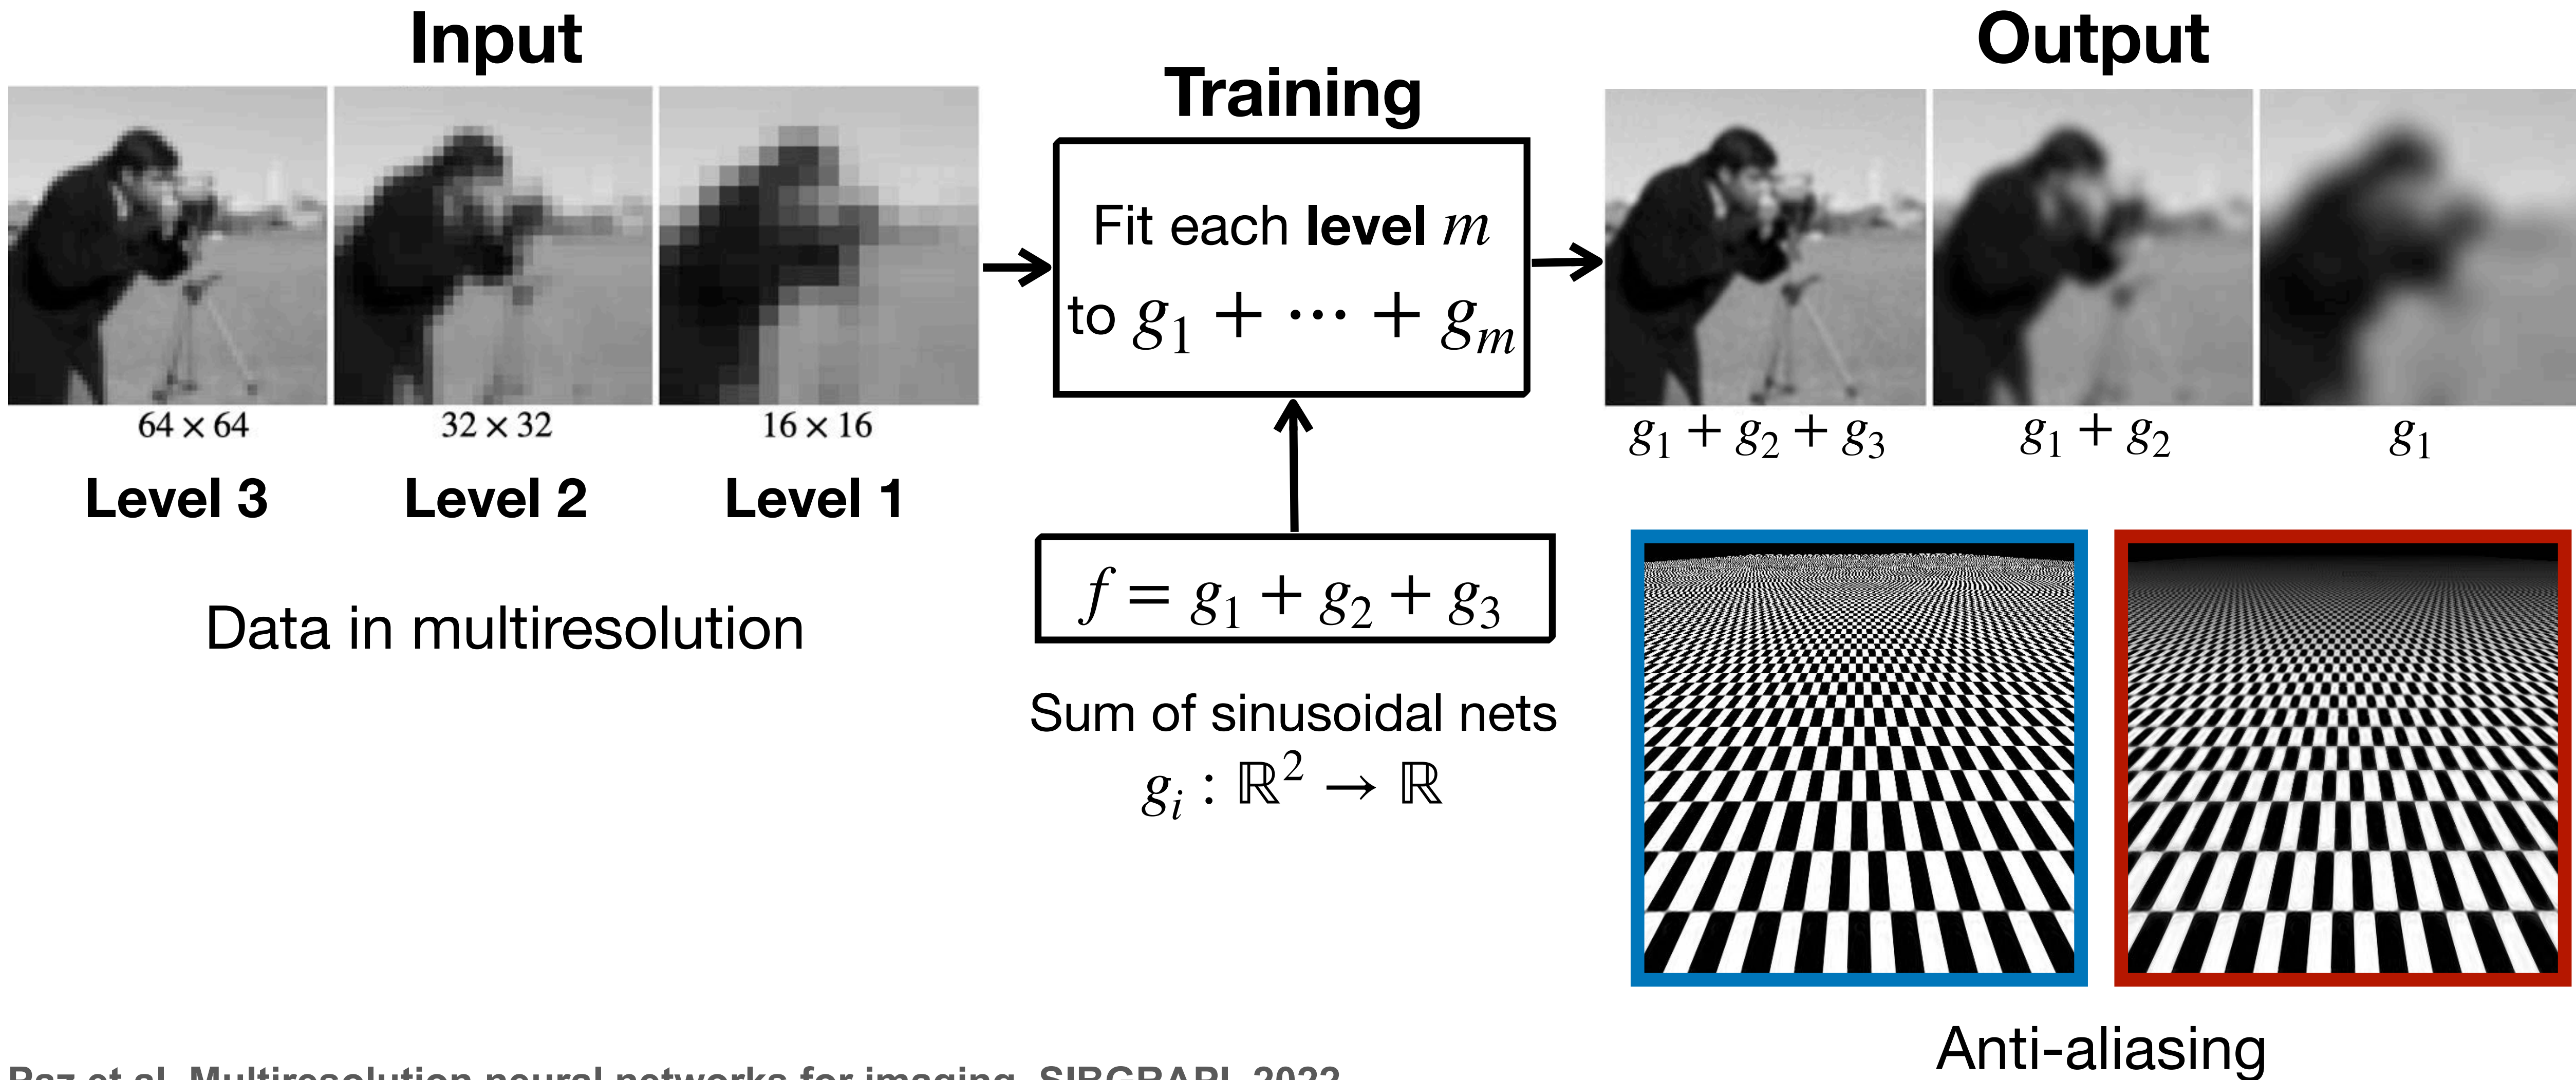 Input
64 × 64
32 × 32
16 × 16
Level 3
Level 2
Level 1
Data in multiresolution
Training
Fit each level m
to g₁ + ⋯ + gₘ
f = g₁ + g₂ + g₃
Sum of sinusoidal nets
gᵢ : ℝ² → ℝ
Output
g₁ + g₂ + g₃
g₁ + g₂
g₁
Anti-aliasing
Paz et al. Multiresolution neural networks for imaging. SIBGRAPI, 2022